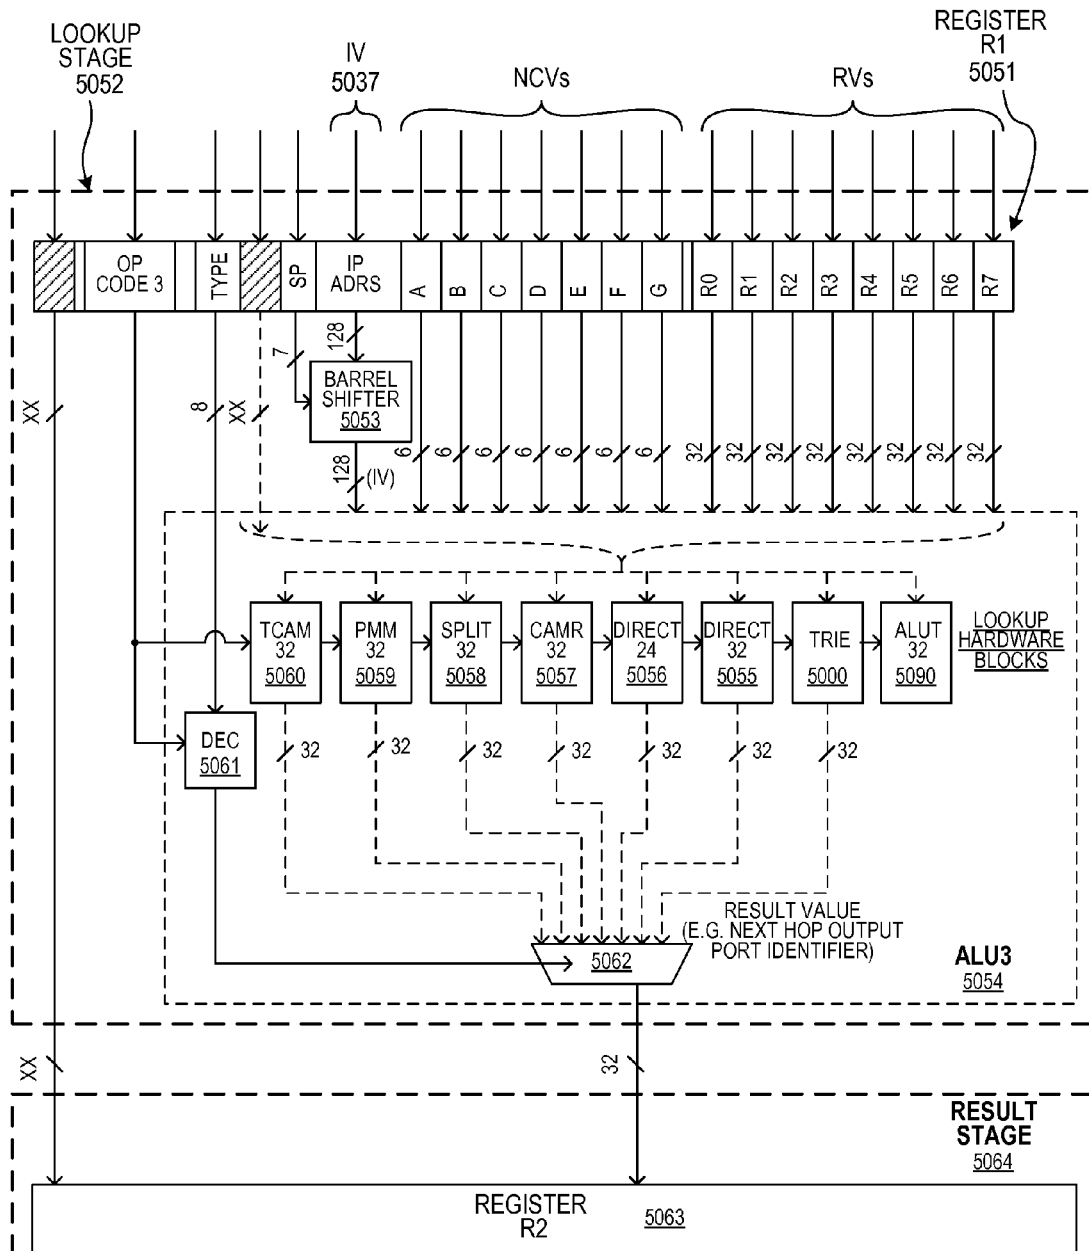 LOOKUP
STAGE
5052
IV
5037
NCVs
RVs
REGISTER
R1
5051
OP
CODE 3
TYPE
SP
IP
ADRS
A
B
C
D
E
F
G
R0
R1
R2
R3
R4
R5
R6
R7
XX
8
XX
7
128
BARREL
SHIFTER
5053
128
(IV)
6
6
6
6
6
6
6
32
32
32
32
32
32
32
32
TCAM
32
5060
PMM
32
5059
SPLIT
32
5058
CAMR
32
5057
DIRECT
24
5056
DIRECT
32
5055
TRIE
5000
ALUT
32
5090
LOOKUP
HARDWARE
BLOCKS
DEC
5061
32
32
32
32
32
32
32
RESULT VALUE
(E.G. NEXT HOP OUTPUT
PORT IDENTIFIER)
5062
ALU3
5054
XX
32
RESULT
STAGE
5064
REGISTER
R2
5063